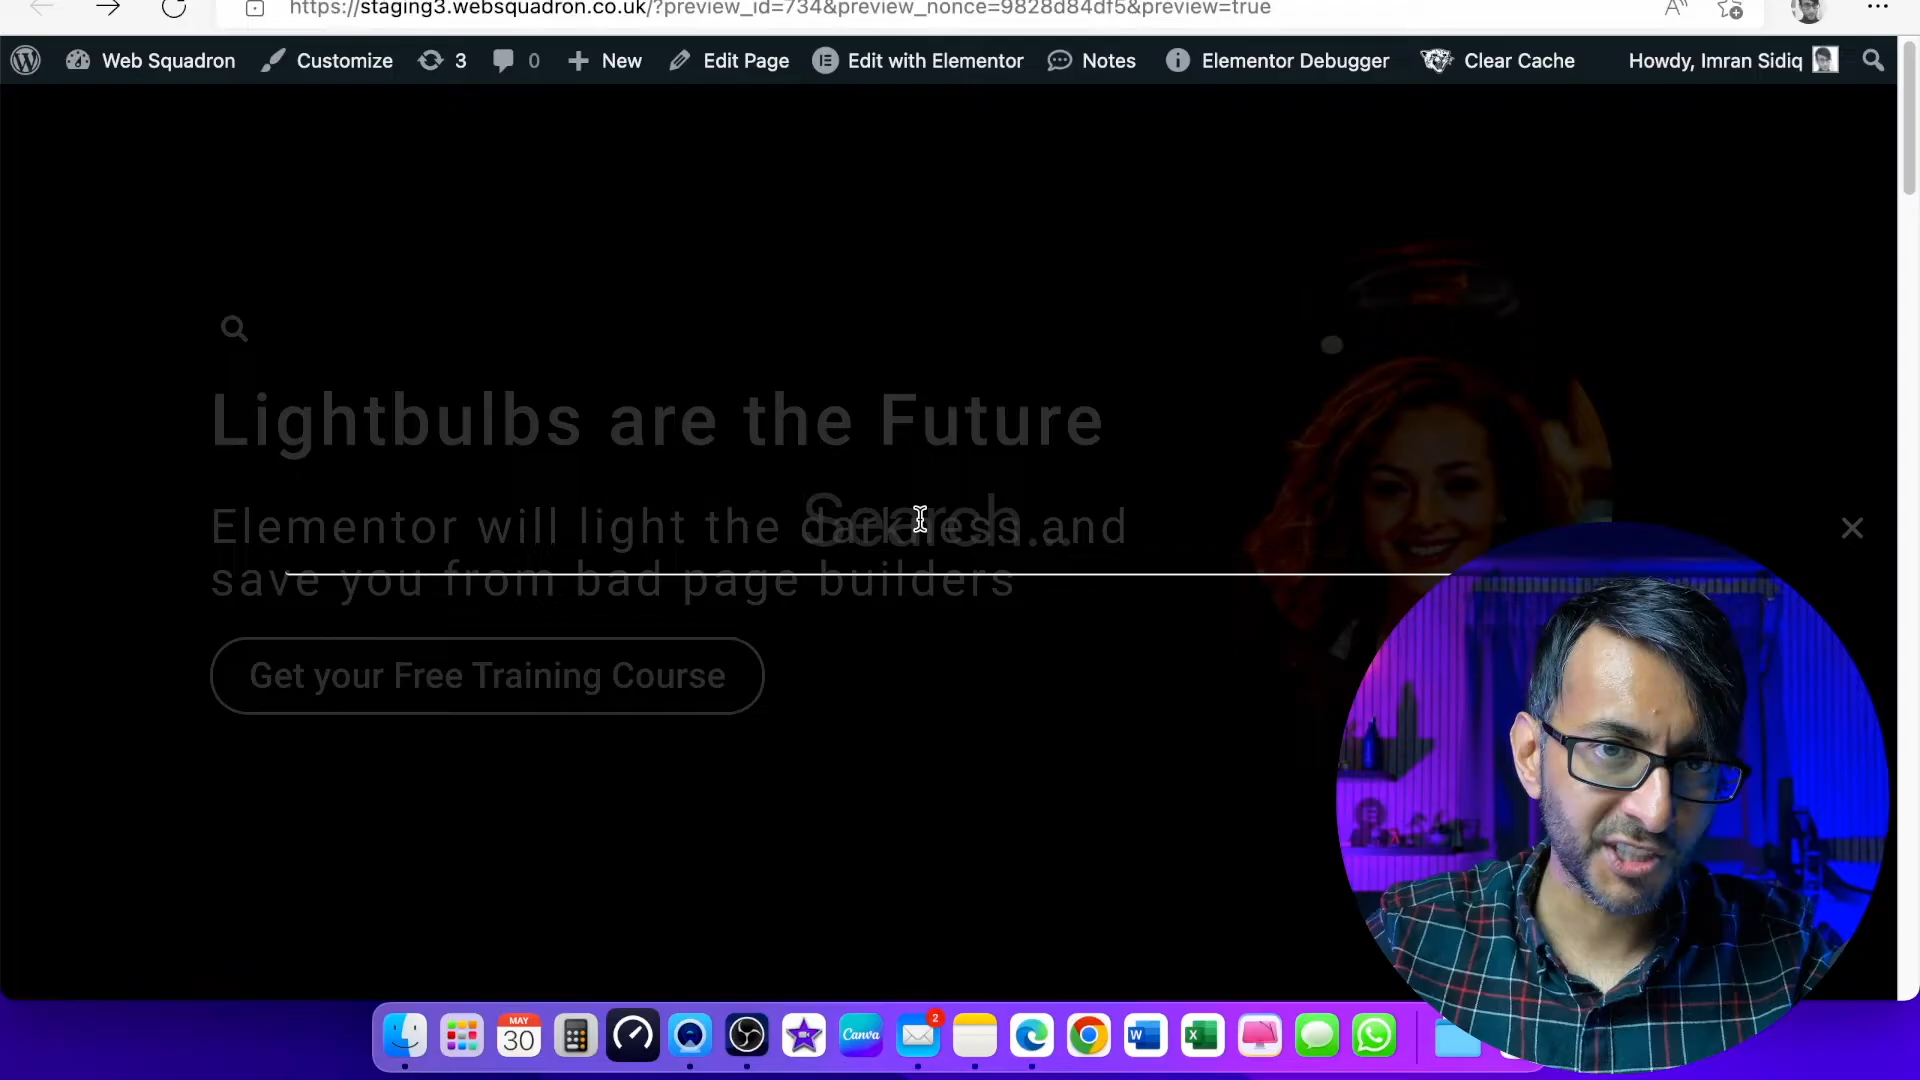 https://staging3.websquadron.co.uk/?preview_id=734&preview_nonce=9828d84df5&preview=true
Web Squadron Customize 3 0 New Edit Page Edit with Elementor Notes Elementor Debugger Clear Cache Howdy, Imran Sidiq
Lightbulbs are the Future
Search...
Elementor will light the darkness and
save you from bad page builders
Get your Free Training Course
MAY
30
Canva
2
W
X